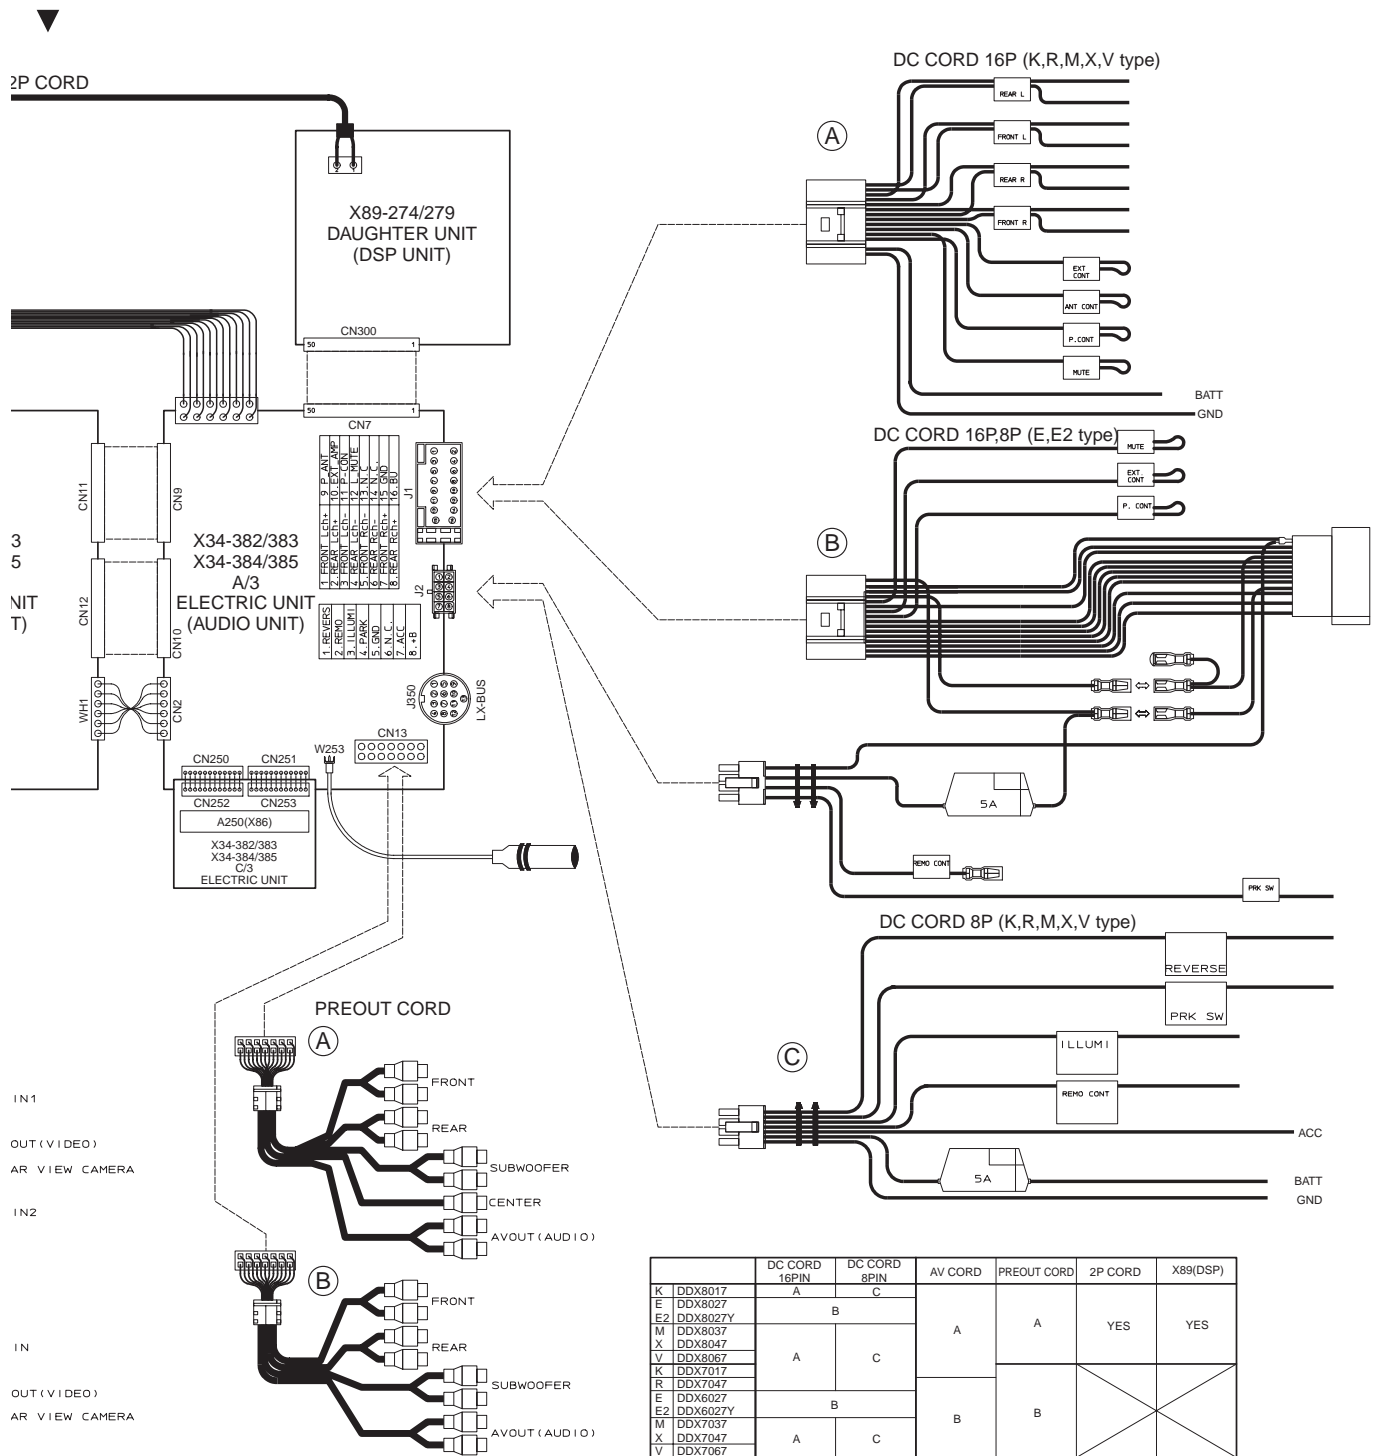 2P CORD
X89-274/279
DAUGHTER UNIT
(DSP UNIT)
2 1
CN300
50 1
50 1
CN7
DC CORD 16P (K,R,M,X,V type)
A
REAR L
FRONT L
REAR R
FRONT R
EXT
CONT
ANT CONT
P.CONT
MUTE
BATT
GND
DC CORD 16P,8P (E,E2 type)
B
MUTE
EXT.
CONT
P. CONT
5A
REMO CONT
PRK SW
1 FRONT Lch+
2. REAR Lch+
3 FRONT Lch-
4 REAR Lch-
5. FRONT Rch-
6 REAR Rch-
7 FRONT Rch+
8. REAR Rch+
9 P ANT
10. EXT AMP
11 P-CON
12 L MUTE
13. N.C
14 N.C.
15 GND
16. BU
J1
J2
1. REVERS
2. REMO
3. ILLUMI
4. PARK
5. GND
6. N.C.
7. ACC
8. +B
CN11
CN9
CN12
CN10
WH1
CN2
X34-382/383
X34-384/385
A/3
ELECTRIC UNIT
(AUDIO UNIT)
3
5
NIT
T)
J350
LX-BUS
CN13
W253
CN250 CN251
CN252 CN253
A250(X86)
X34-382/383
X34-384/385
C/3
ELECTRIC UNIT
DC CORD 8P (K,R,M,X,V type)
C
REVERSE
PRK SW
ILLUMI
REMO CONT
ACC
5A
BATT
GND
PREOUT CORD
A
FRONT
REAR
SUBWOOFER
CENTER
AVOUT(AUDIO)
B
FRONT
REAR
SUBWOOFER
AVOUT(AUDIO)
IN1
OUT(VIDEO)
AR VIEW CAMERA
IN2
IN
OUT(VIDEO)
AR VIEW CAMERA
DC CORD 16PIN DC CORD 8PIN AV CORD PREOUT CORD 2P CORD X89(DSP)
K DDX8017 A C
E DDX8027 B
E2 DDX8027Y
M DDX8037 A A YES YES
X DDX8047
V DDX8067 A C
K DDX7017
R DDX7047
E DDX6027 B
E2 DDX6027Y
M DDX7037 B B
X DDX7047 A C
V DDX7067